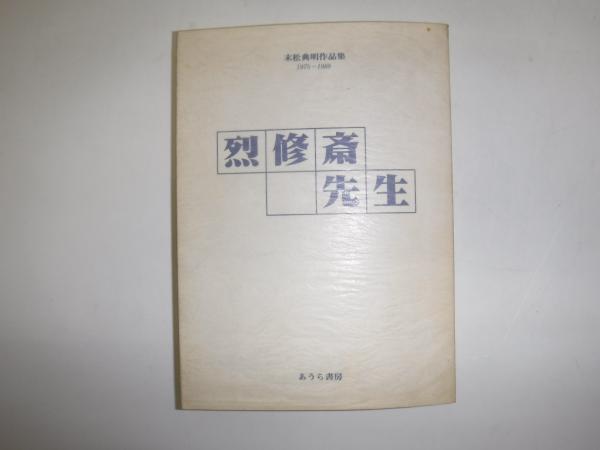 末松典明作品集
1975−1989
烈修斎
先生
あうら書房